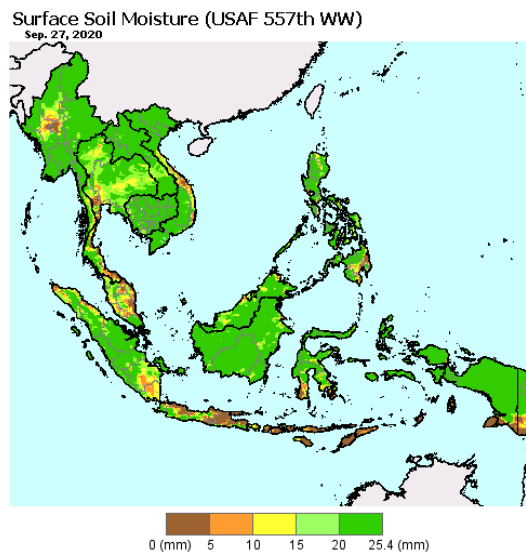 Surface Soil Moisture (USAF 557th WW)
Sep. 27, 2020
0 (mm) 5 10 15 20 25.4 (mm)